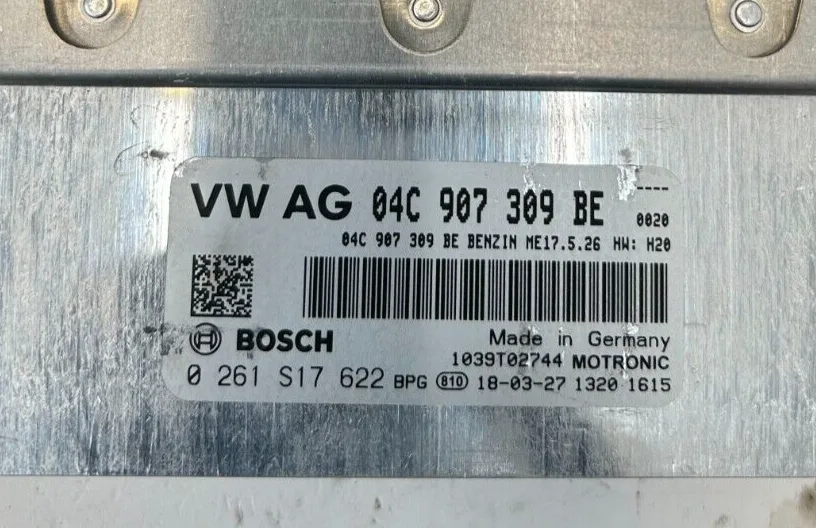 VW AG 04C 907 309 BE ----
0020
04C 907 309 BE BENZIN ME17.5.26 HW: H20
BOSCH
Made in Germany
1039T02744 MOTRONIC
0 261 S17 622 BPG 810 18-03-27 1320 1615